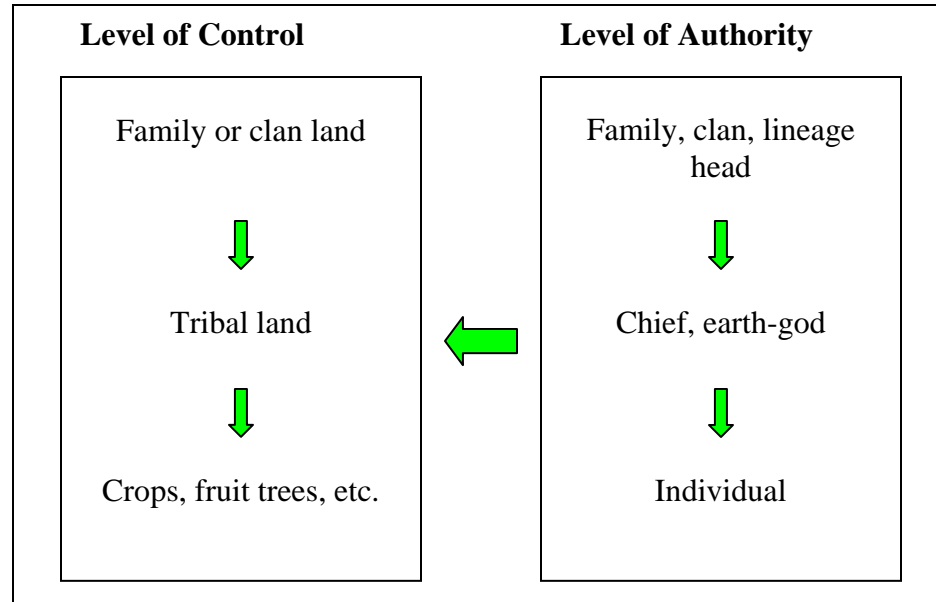 Level of Control
Family or clan land
Tribal land
Crops, fruit trees, etc.
Level of Authority
Family, clan, lineage
head
Chief, earth-god
Individual